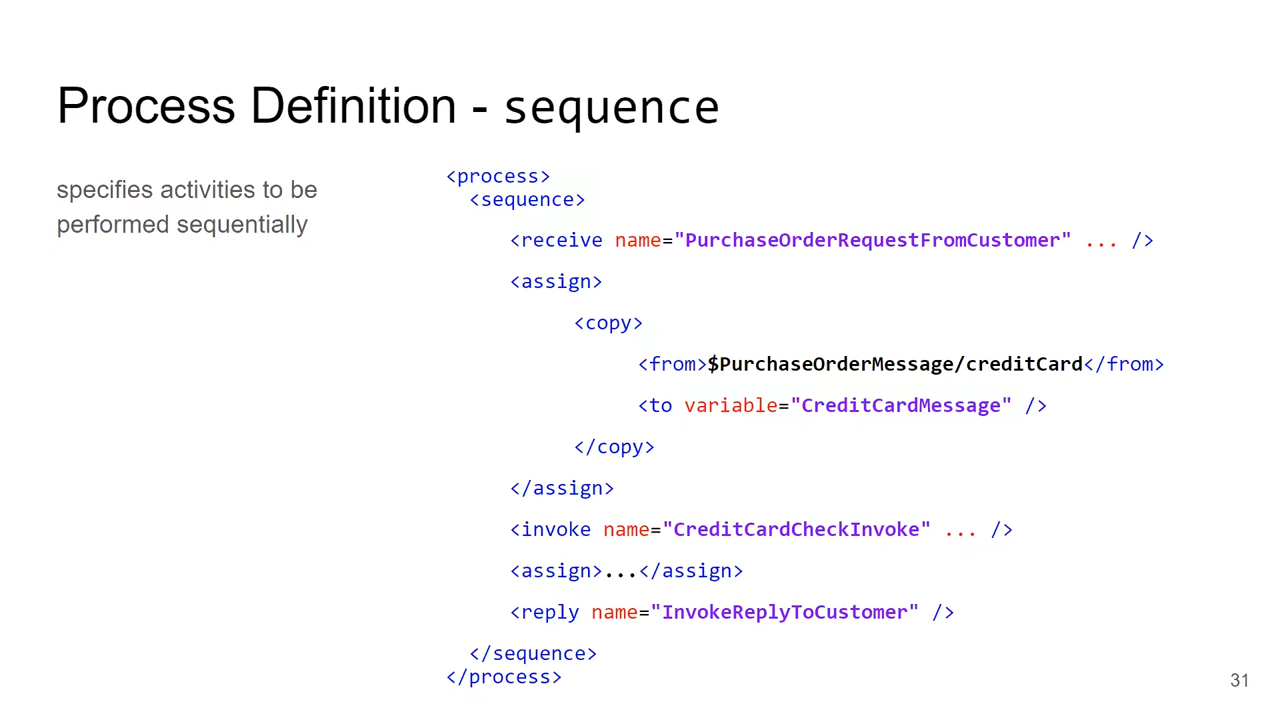 Process Definition - sequence
specifies activities to be
performed sequentially
<process>
<sequence>
<receive name="PurchaseOrderRequestFromCustomer" ... />
<assign>
<copy>
<from>$PurchaseOrderMessage/creditCard</from>
<to variable="CreditCardMessage" />
</copy>
</assign>
<invoke name="CreditCardCheckInvoke" ... />
<assign>...</assign>
<reply name="InvokeReplyToCustomer" />
</sequence>
</process>
31